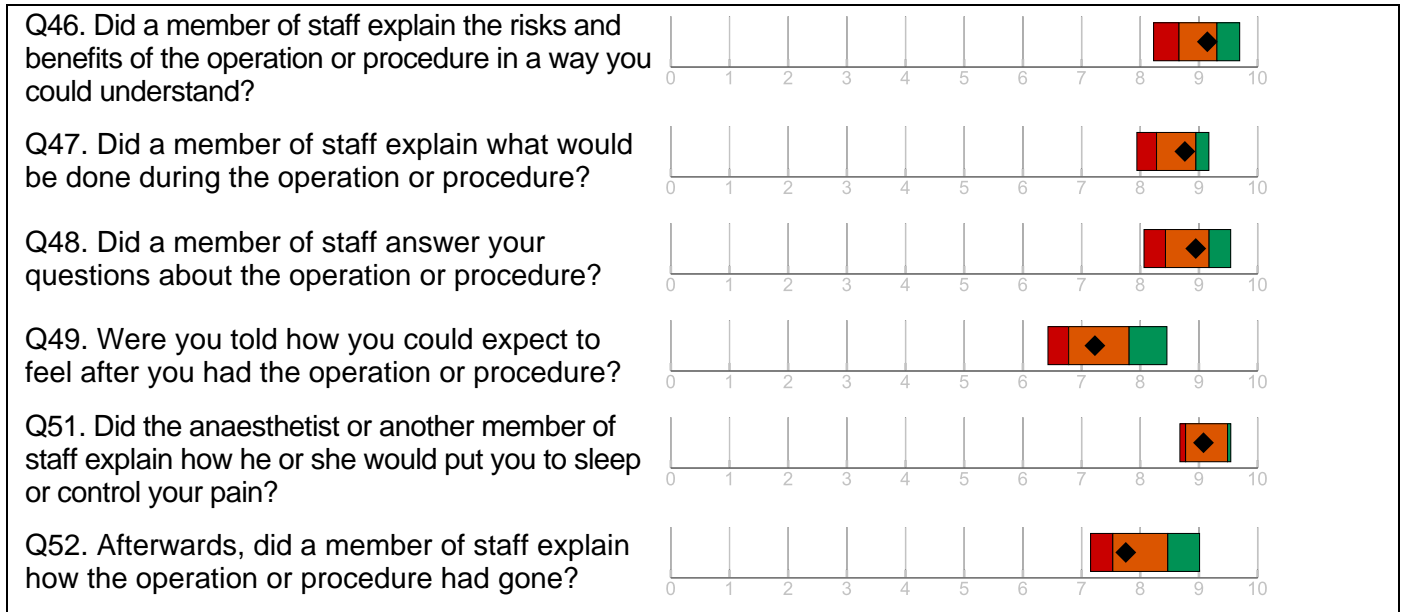 Q46. Did a member of staff explain the risks and
benefits of the operation or procedure in a way you
could understand?
0 1 2 3 4 5 6 7 8 9 10
Q47. Did a member of staff explain what would
be done during the operation or procedure?
0 1 2 3 4 5 6 7 8 9 10
Q48. Did a member of staff answer your
questions about the operation or procedure?
0 1 2 3 4 5 6 7 8 9 10
Q49. Were you told how you could expect to
feel after you had the operation or procedure?
0 1 2 3 4 5 6 7 8 9 10
Q51. Did the anaesthetist or another member of
staff explain how he or she would put you to sleep
or control your pain?
0 1 2 3 4 5 6 7 8 9 10
Q52. Afterwards, did a member of staff explain
how the operation or procedure had gone?
0 1 2 3 4 5 6 7 8 9 10